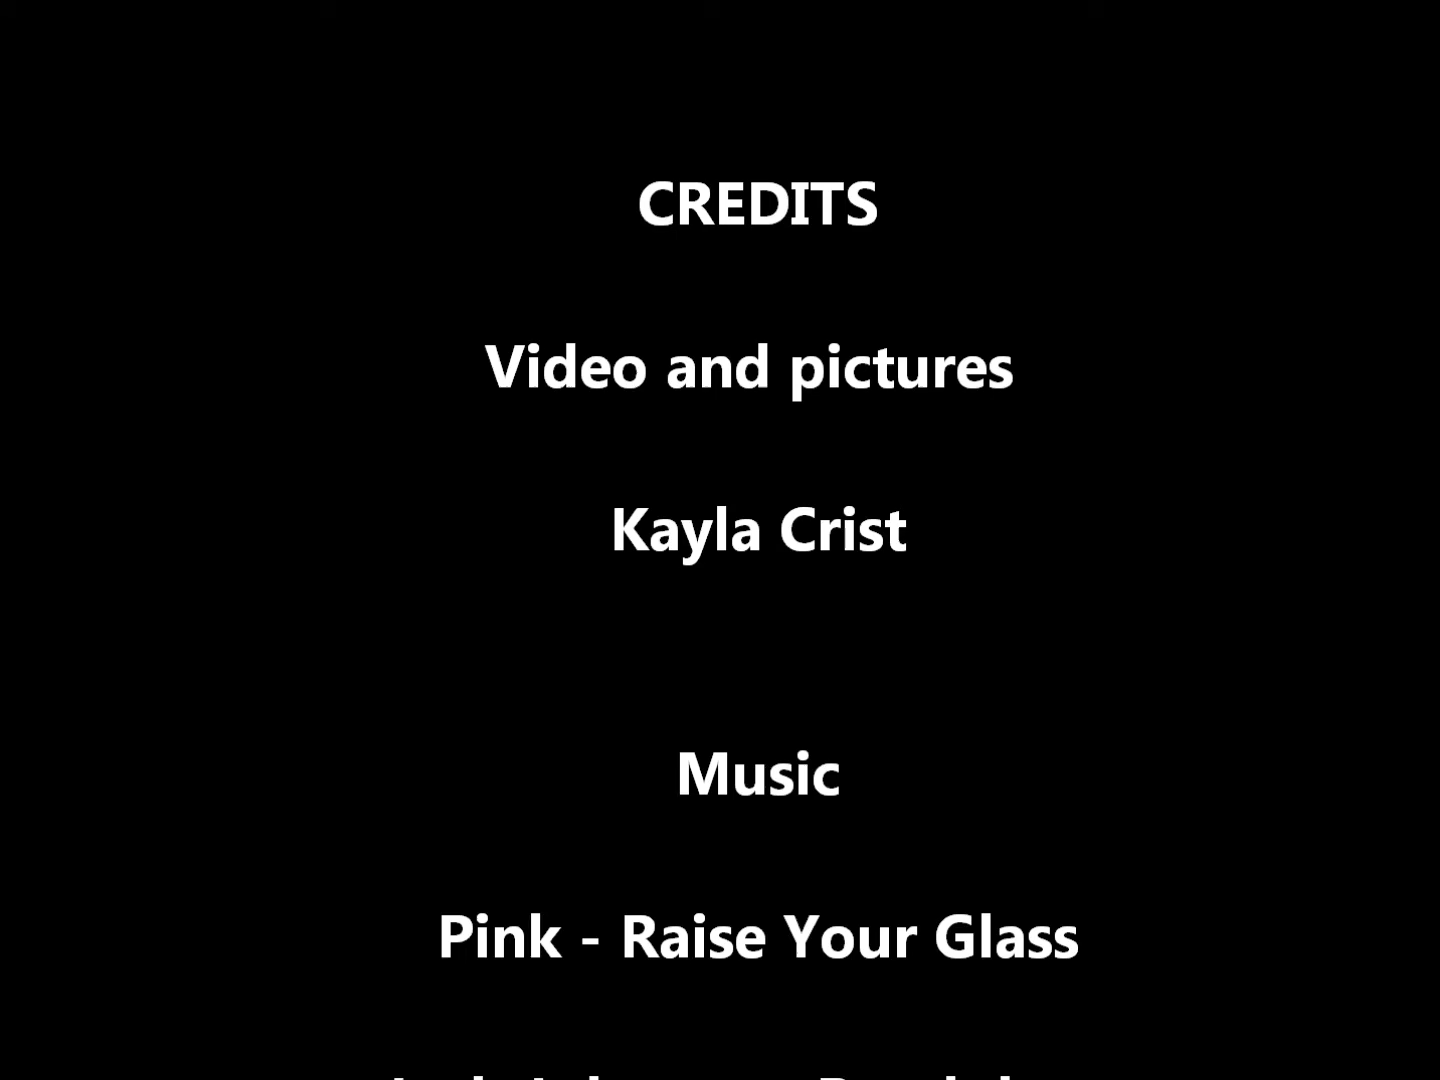 CREDITS
Video and pictures
Kayla Crist
Music
Pink - Raise Your Glass